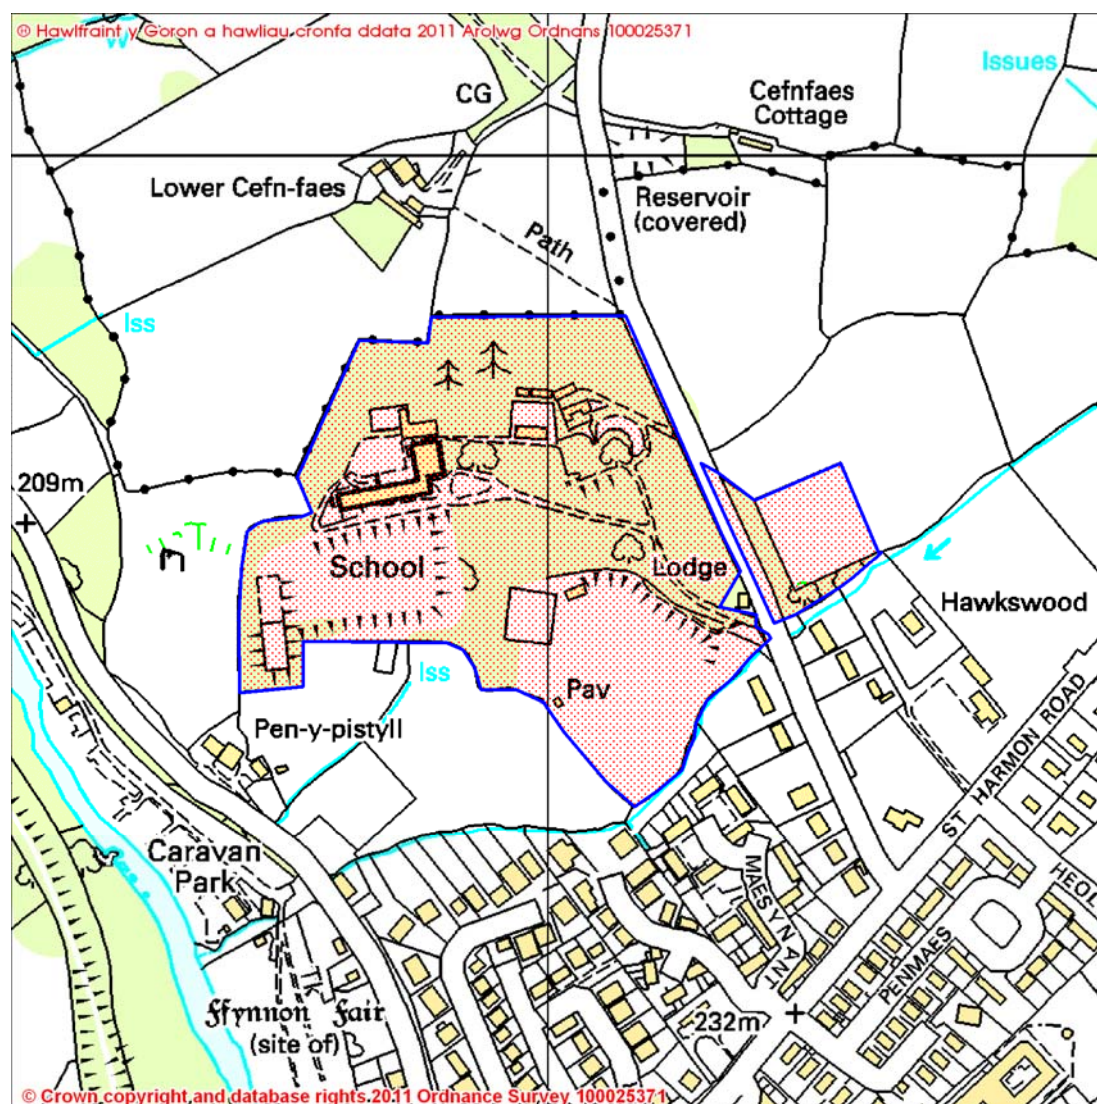 © Hawlfraint y Goron a hawliau cronfa ddata 2011 Arolwg Ordnans 100025371
W
Issues
CG
Cefnfaes
Cottage
Lower Cefn-faes
Reservoir
(covered)
Path
Iss
209m
School
Lodge
Hawkswood
Iss
Pav
Pen-y-pistyll
ST HARMON ROAD
Caravan
Park
MAES Y NANT
HEOL
PENMAES
Tk
Ffynnon Fair
(site of)
232m
© Crown copyright and database rights 2011 Ordnance Survey 100025371